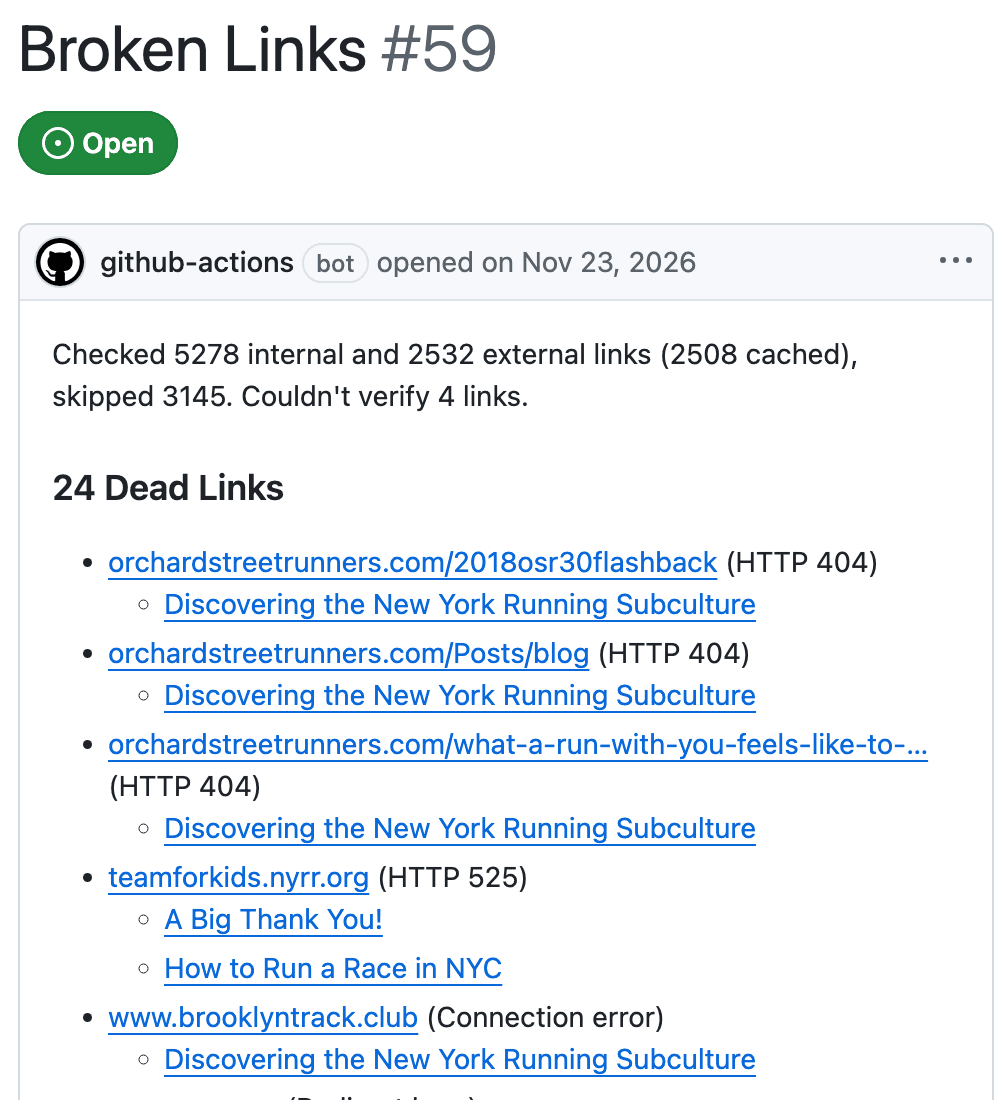 Broken Links #59
Open
github-actions bot opened on Nov 23, 2026
Checked 5278 internal and 2532 external links (2508 cached),
skipped 3145. Couldn't verify 4 links.
24 Dead Links
orchardstreetrunners.com/2018osr30flashback (HTTP 404)
Discovering the New York Running Subculture
orchardstreetrunners.com/Posts/blog (HTTP 404)
Discovering the New York Running Subculture
orchardstreetrunners.com/what-a-run-with-you-feels-like-to-...
(HTTP 404)
Discovering the New York Running Subculture
teamforkids.nyrr.org (HTTP 525)
A Big Thank You!
How to Run a Race in NYC
www.brooklyntrack.club (Connection error)
Discovering the New York Running Subculture